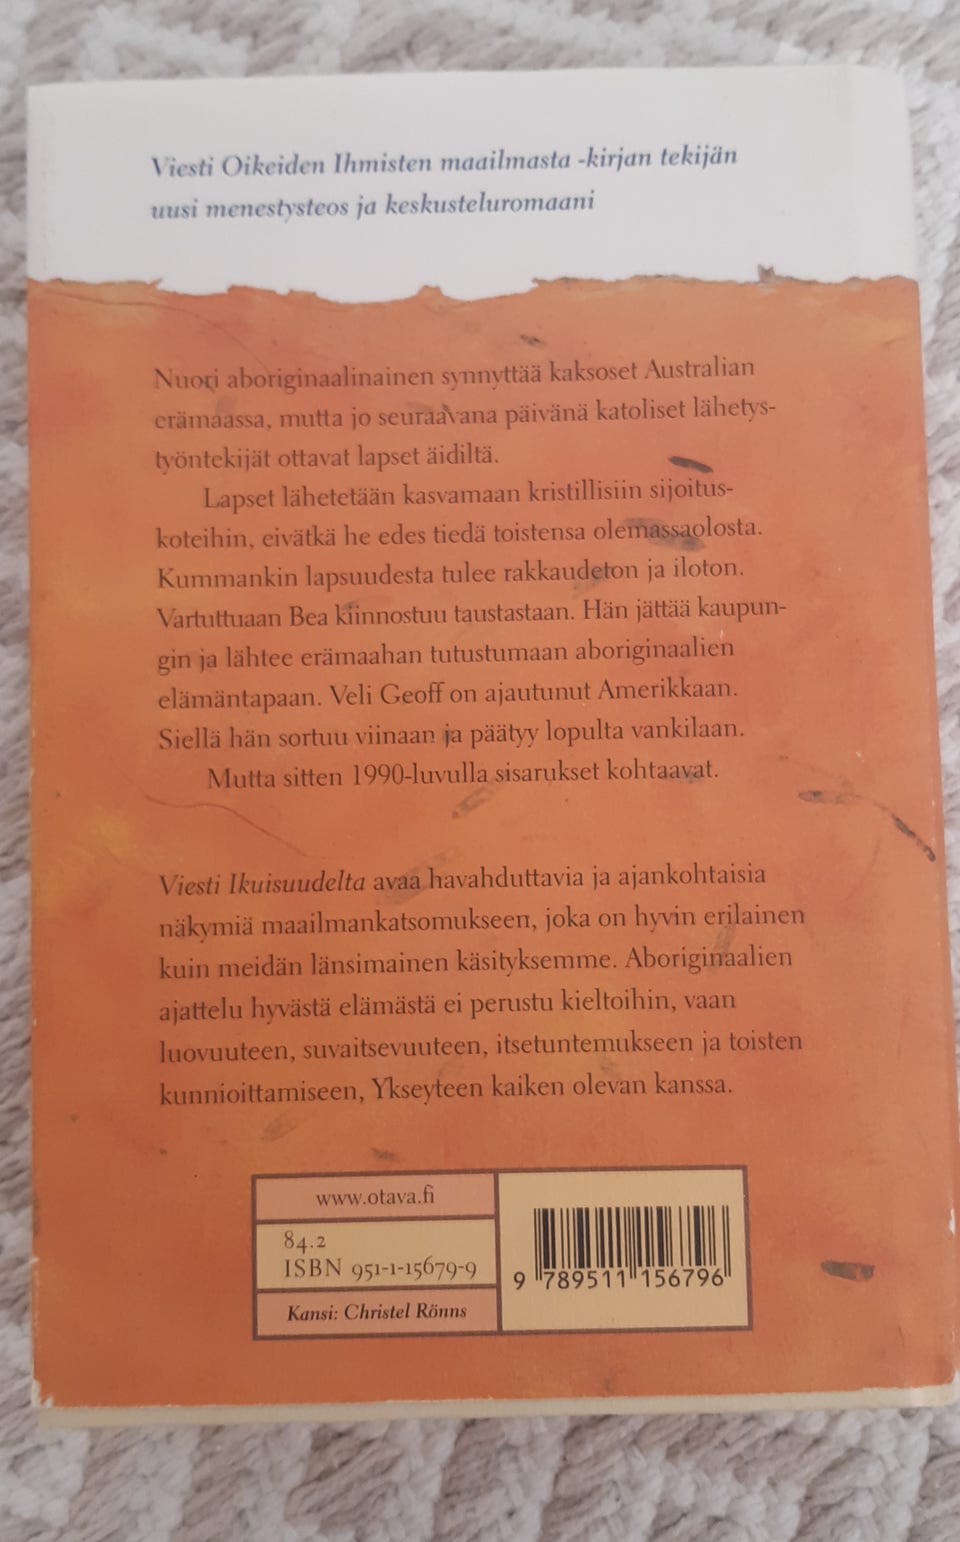 Viesti Oikeiden Ihmisten maailmasta -kirjan tekijän
uusi menestysteos ja keskusteluromaani
Nuori aboriginaalinainen synnyttää kaksoset Australian
erämaassa, mutta jo seuraavana päivänä katoliset lähetys-
työntekijät ottavat lapset äidiltä.
Lapset lähetetään kasvamaan kristillisiin sijoitus-
koteihin, eivätkä he edes tiedä toistensa olemassaolosta.
Kummankin lapsuudesta tulee rakkaudeton ja iloton.
Vartuttuaan Bea kiinnostuu taustastaan. Hän jättää kaupun-
gin ja lähtee erämaahan tutustumaan aboriginaalien
elämäntapaan. Veli Geoff on ajautunut Amerikkaan.
Siellä hän sortuu viinaan ja päätyy lopulta vankilaan.
Mutta sitten 1990-luvulla sisarukset kohtaavat.
Viesti Ikuisuudelta avaa havahduttavia ja ajankohtaisia
näkymiä maailmankatsomukseen, joka on hyvin erilainen
kuin meidän länsimainen käsityksemme. Aboriginaalien
ajattelu hyvästä elämästä ei perustu kieltoihin, vaan
luovuuteen, suvaitsevuuteen, itsetuntemukseen ja toisten
kunnioittamiseen, Ykseyteen kaiken olevan kanssa.
www.otava.fi
84.2
ISBN 951-1-15679-9
Kansi: Christel Rönns
9 789511 156796